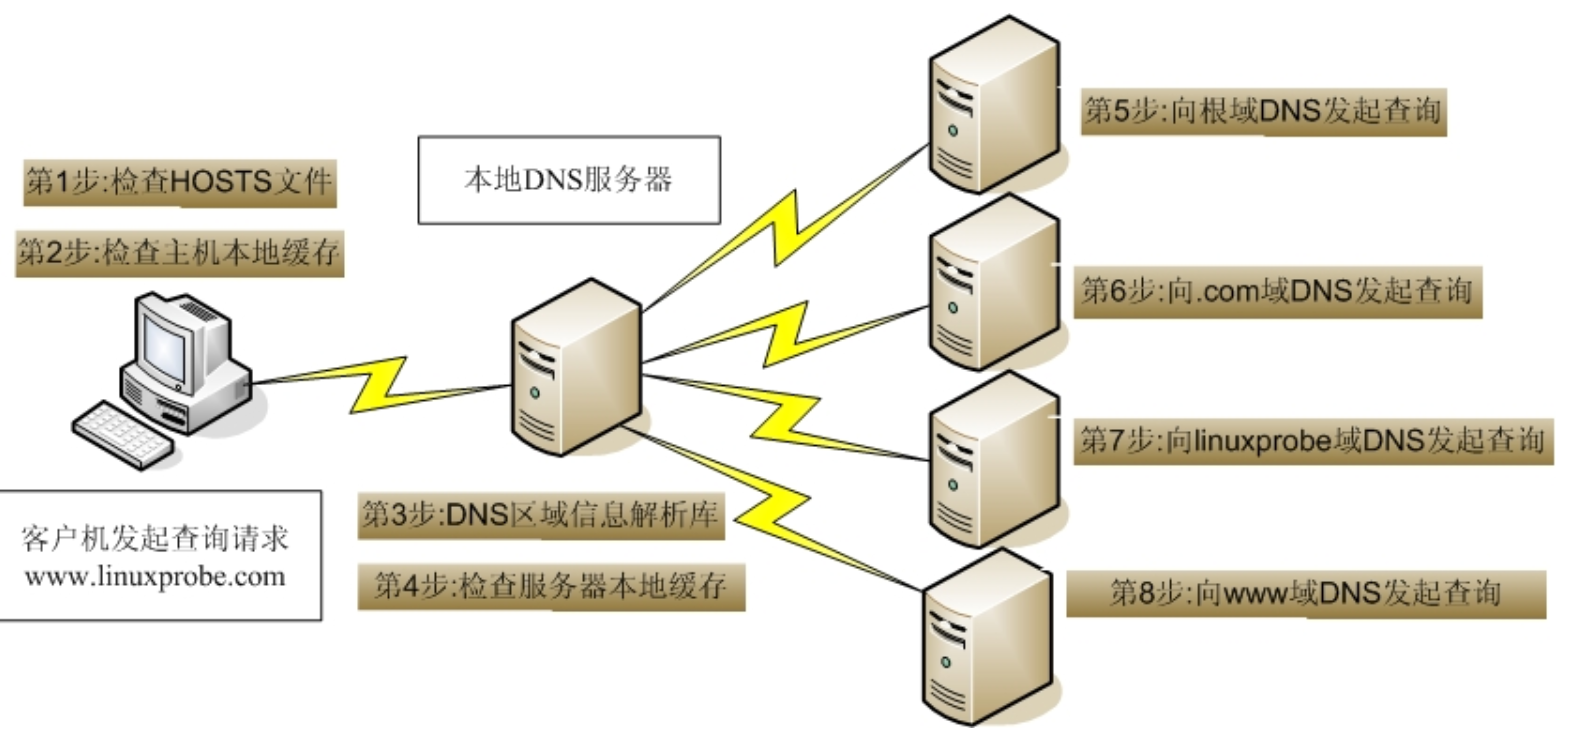 第1步:检查HOSTS文件
第2步:检查主机本地缓存
客户机发起查询请求
www.linuxprobe.com
本地DNS服务器
第3步:DNS区域信息解析库
第4步:检查服务器本地缓存
第5步:向根域DNS发起查询
第6步:向.com域DNS发起查询
第7步:向linuxprobe域DNS发起查询
第8步:向www域DNS发起查询